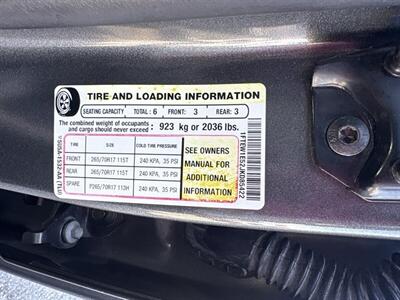 TIRE AND LOADING INFORMATION
SEATING CAPACITY TOTAL: 6 FRONT: 3 REAR: 3
The combined weight of occupants
and cargo should never exceed : 923 kg or 2036 lbs.
TIRE SIZE COLD TIRE PRESSURE
FRONT 265/70R17 115T 240 KPA, 35 PSI
REAR 265/70R17 115T 240 KPA, 35 PSI
SPARE P265/70R17 113H 240 KPA, 35 PSI
SEE OWNERS
MANUAL FOR
ADDITIONAL
INFORMATION